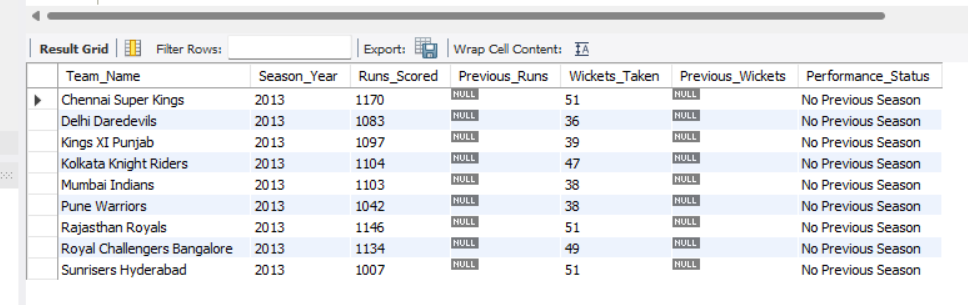 Result Grid Filter Rows: Export: Wrap Cell Content: IA
Team_Name Season_Year Runs_Scored Previous_Runs Wickets_Taken Previous_Wickets Performance_Status
Chennai Super Kings 2013 1170 NULL 51 NULL No Previous Season
Delhi Daredevils 2013 1083 NULL 36 NULL No Previous Season
Kings XI Punjab 2013 1097 NULL 39 NULL No Previous Season
Kolkata Knight Riders 2013 1104 NULL 47 NULL No Previous Season
Mumbai Indians 2013 1103 NULL 38 NULL No Previous Season
Pune Warriors 2013 1042 NULL 38 NULL No Previous Season
Rajasthan Royals 2013 1146 NULL 51 NULL No Previous Season
Royal Challengers Bangalore 2013 1134 NULL 49 NULL No Previous Season
Sunrisers Hyderabad 2013 1007 NULL 51 NULL No Previous Season